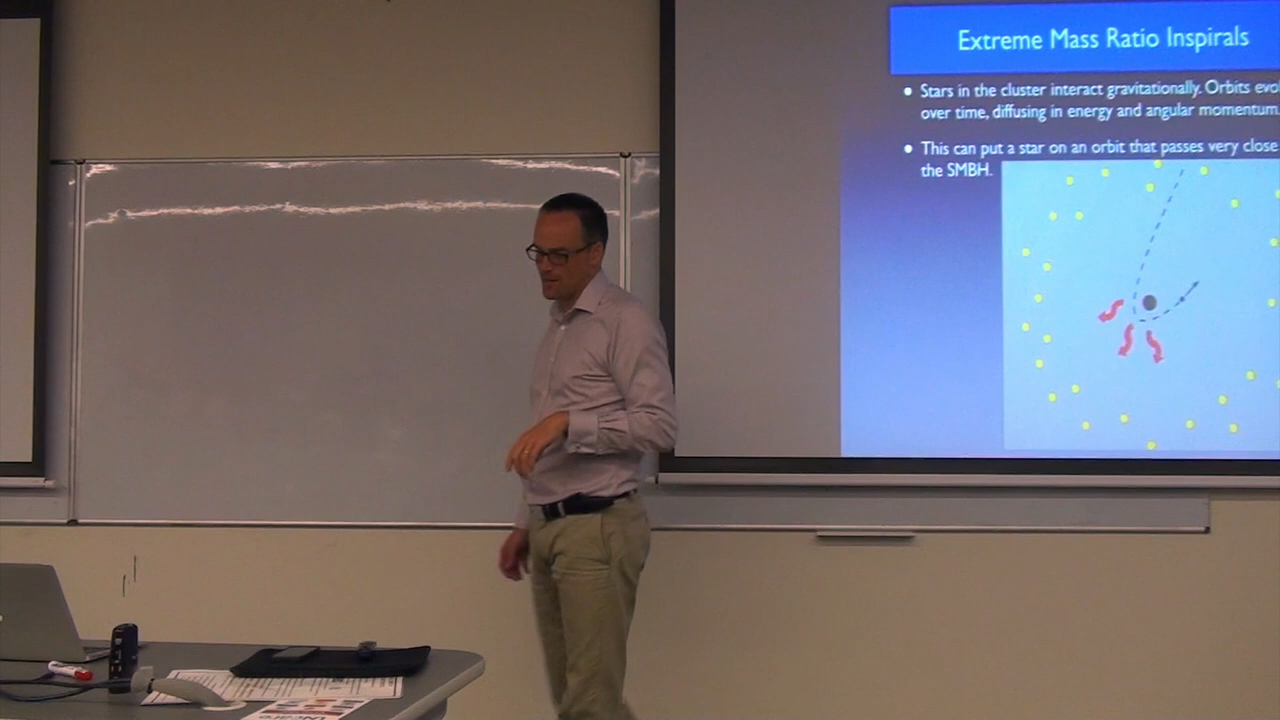 Extreme Mass Ratio Inspirals
Stars in the cluster interact gravitationally. Orbits evol
over time, diffusing in energy and angular momentum.
This can put a star on an orbit that passes very close
the SMBH.